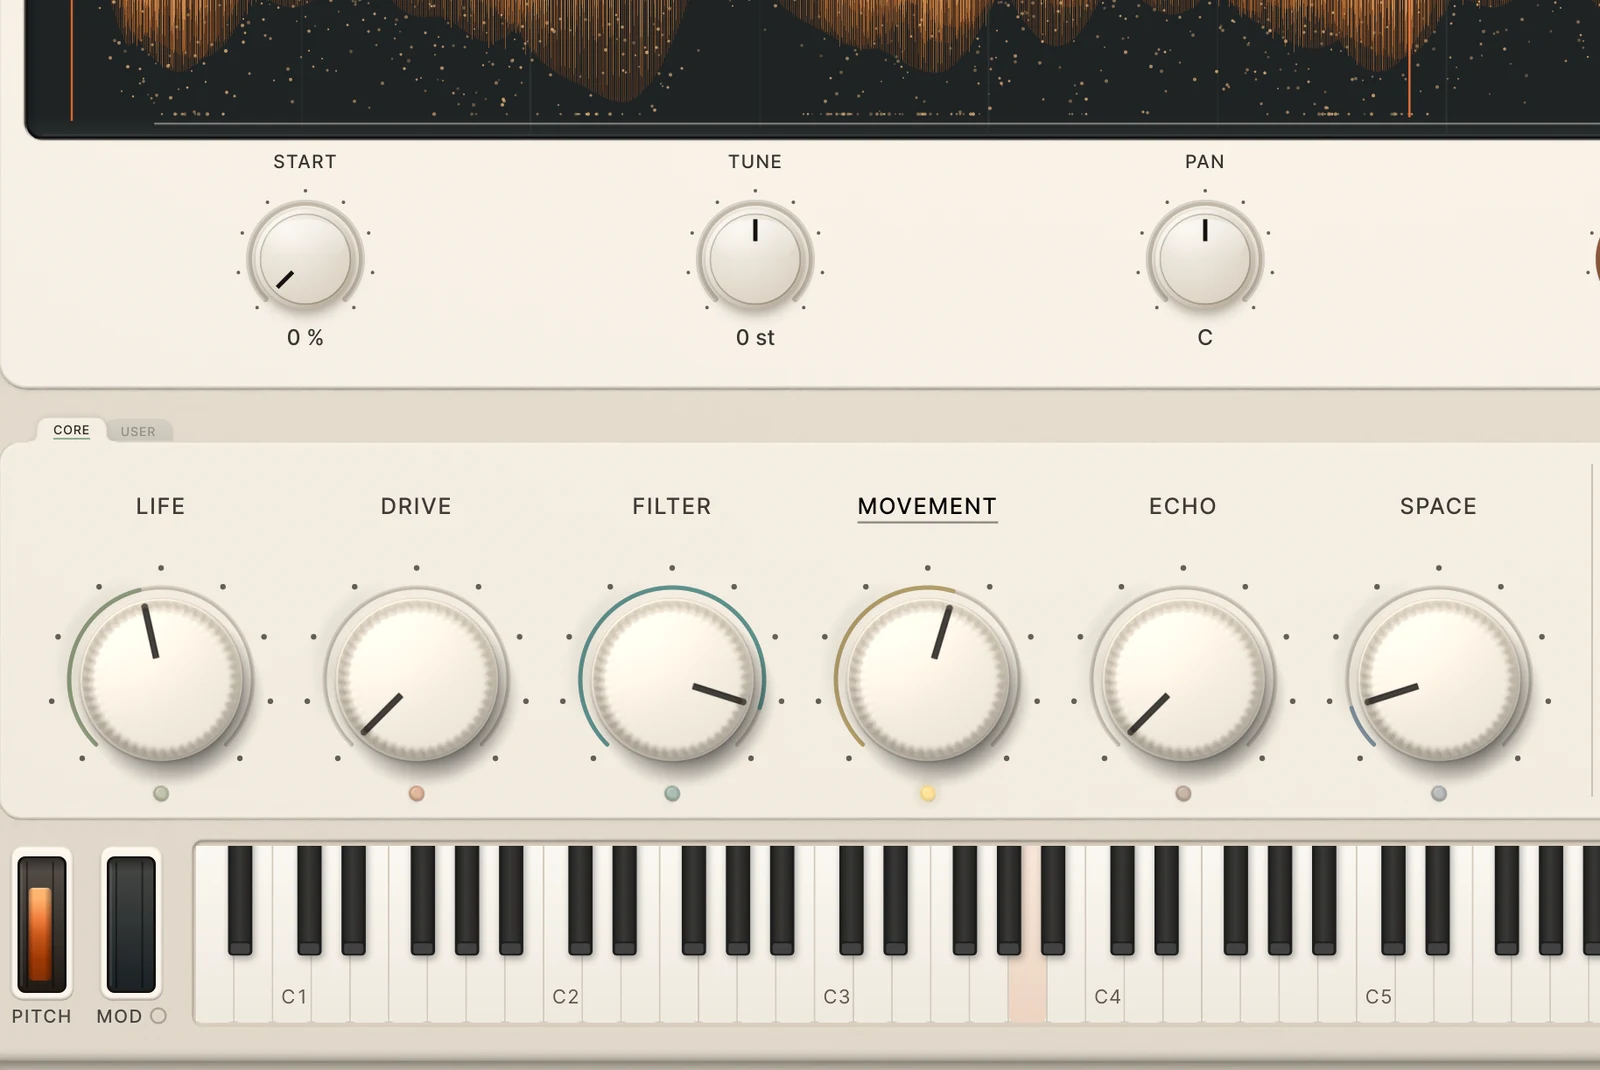 START TUNE PAN
0 % 0 st C
CORE USER
LIFE DRIVE FILTER MOVEMENT ECHO SPACE
C1 C2 C3 C4 C5
PITCH MOD